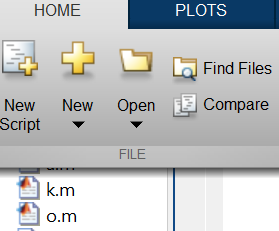 HOME PLOTS
New Script
New
Open
Find Files
Compare
FILE
k.m
o.m